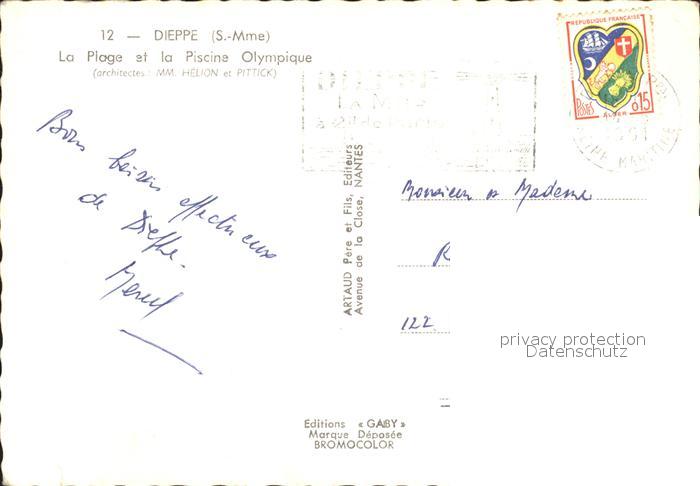 12 — DIEPPE (S.-Mme)
La Plage et la Piscine Olympique
(architectes : MM. HÉLION et PITTICK)
REPUBLIQUE FRANÇAISE
POSTES
0.15
ALGER
MARITIME
Bons baisers affectueux
de Dieppe.
ARTAUD Père et Fils, Editeurs
Avenue de la Close, NANTES
Monsieur et Madame
R
122
privacy protection
Datenschutz
Editions « GABY »
Marque Déposée
BROMOCOLOR